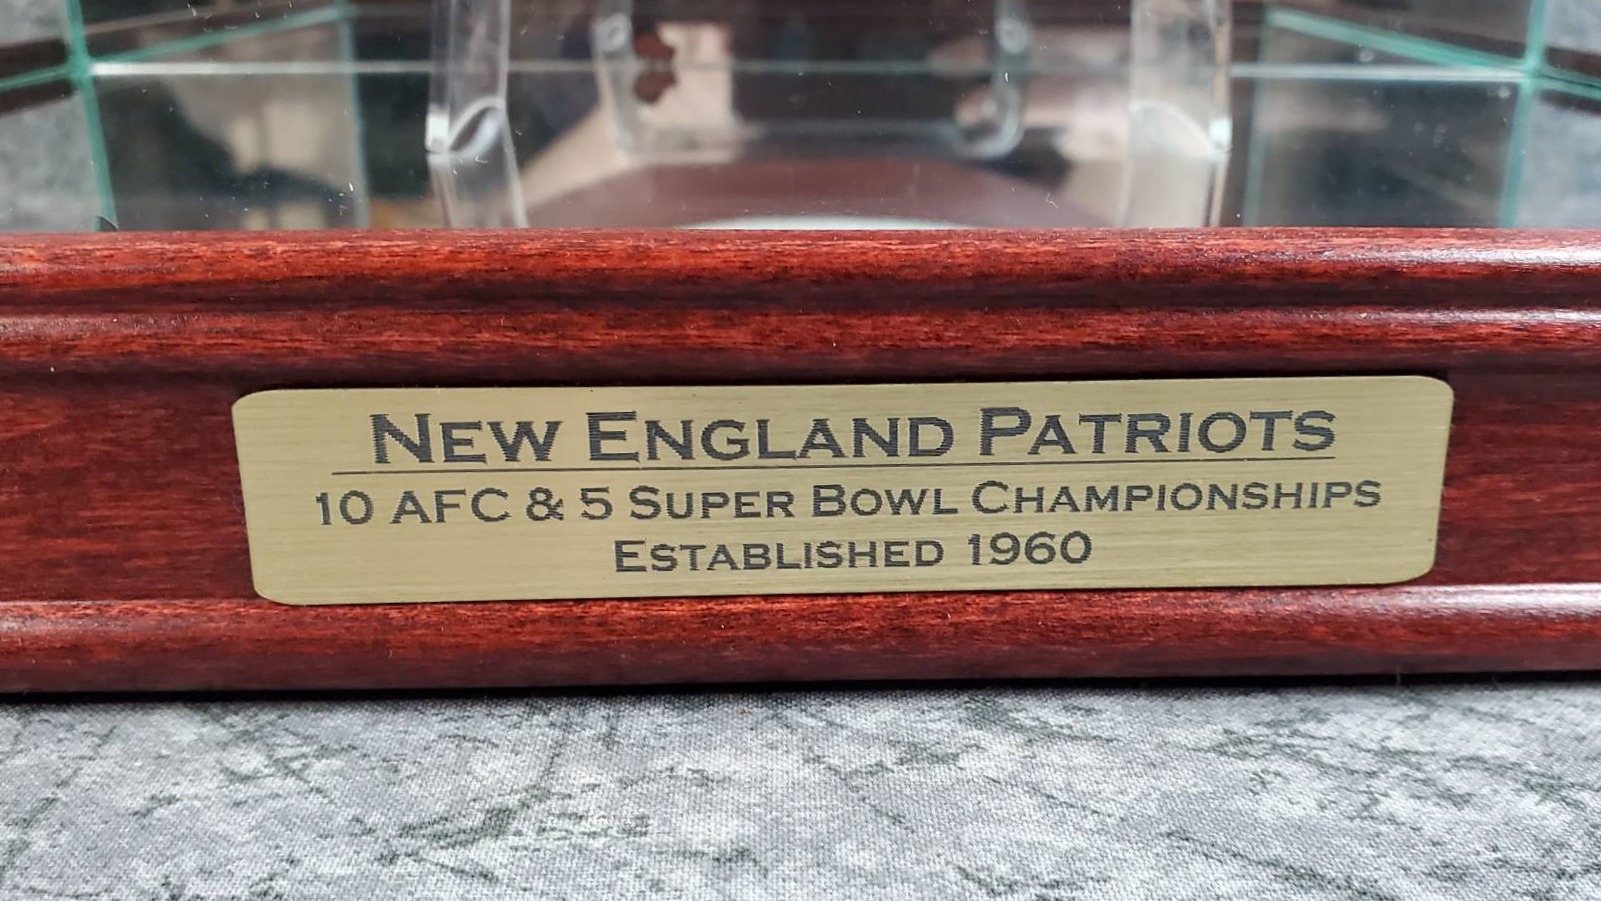 New England Patriots
10 AFC & 5 Super Bowl Championships
Established 1960